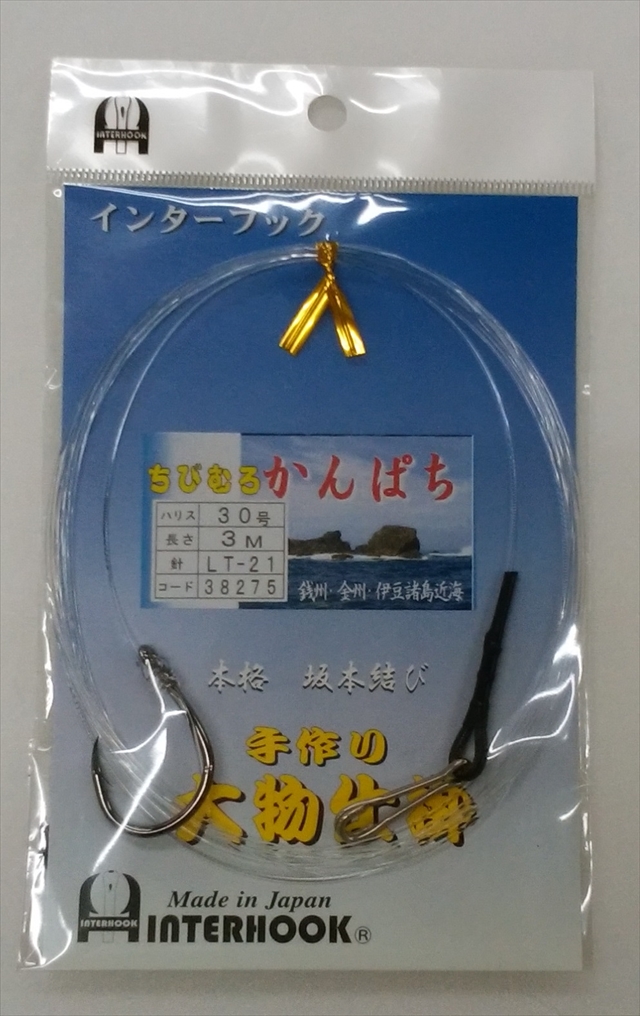 INTERHOOK
インターフック
ちびむろ かんぱち
ハリス 30号
長さ 3M
針 LT-21
コード 38275
銭州・金州・伊豆諸島近海
本格 坂本結び
手作り
大物仕掛
INTERHOOK
Made in Japan
INTERHOOK®